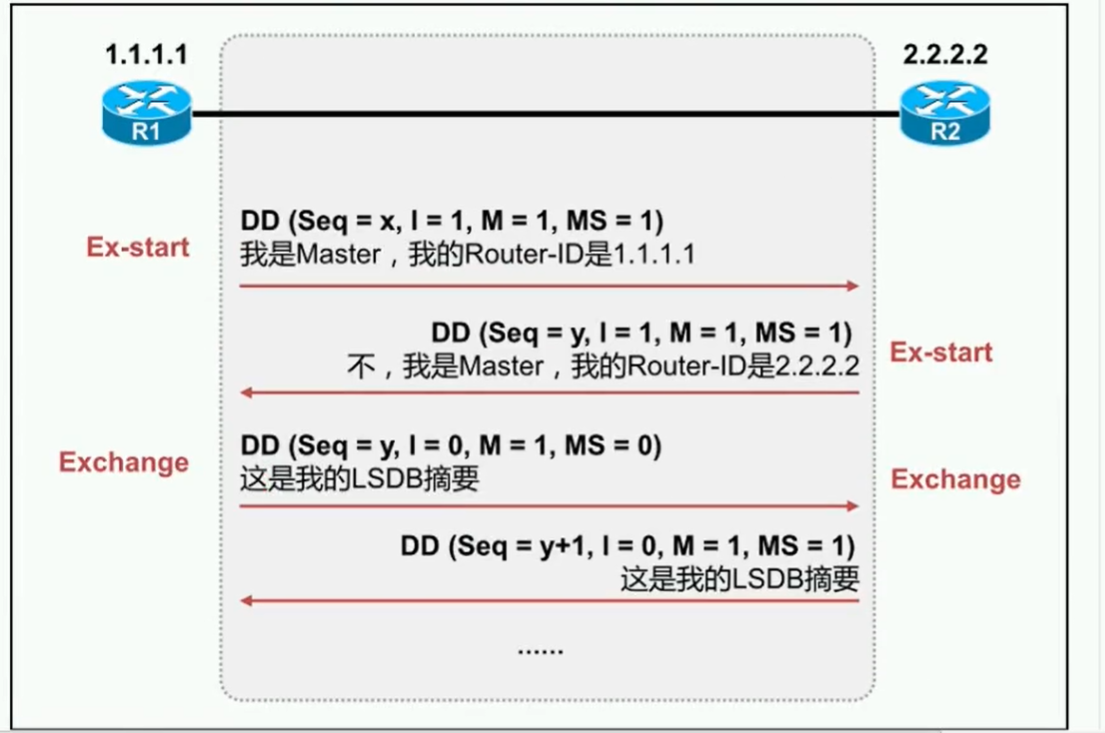 1.1.1.1
2.2.2.2
R1
R2
DD (Seq = x, I = 1, M = 1, MS = 1)
Ex-start
我是Master，我的Router-ID是1.1.1.1
DD (Seq = y, I = 1, M = 1, MS = 1)
不，我是Master，我的Router-ID是2.2.2.2
Ex-start
DD (Seq = y, I = 0, M = 1, MS = 0)
Exchange
这是我的LSDB摘要
Exchange
DD (Seq = y+1, I = 0, M = 1, MS = 1)
这是我的LSDB摘要
......